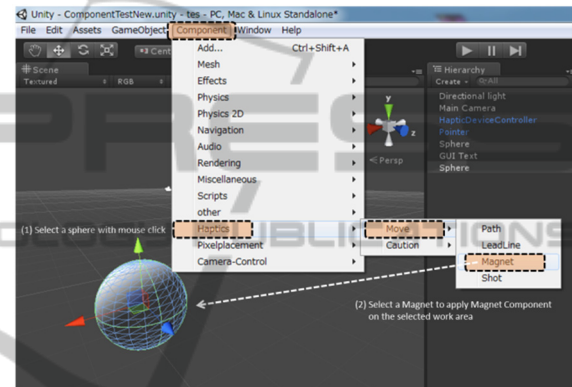 Unity - ComponentTestNew.unity - tes - PC, Mac & Linux Standalone*
File Edit Assets GameObject Component Window Help
Add... Ctrl+Shift+A
Mesh
Effects
Physics
Physics 2D
Navigation
Audio
Rendering
Miscellaneous
Scripts
other
Haptics
Pixelplacement
Camera-Control
Move
Caution
Path
LeadLine
Magnet
Shot
Cent
Scene
Textured RGB
y
z
Persp
Hierarchy
Create All
Directional light
Main Camera
HapticDeviceController
Pointer
Sphere
GUI Text
Sphere
(1) Select a sphere with mouse click
(2) Select a Magnet to apply Magnet Component
on the selected work area